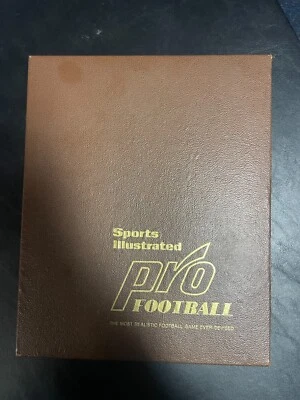 Sports
Illustrated
pro
FOOTBALL
THE MOST REALISTIC FOOTBALL GAME EVER DEVISED